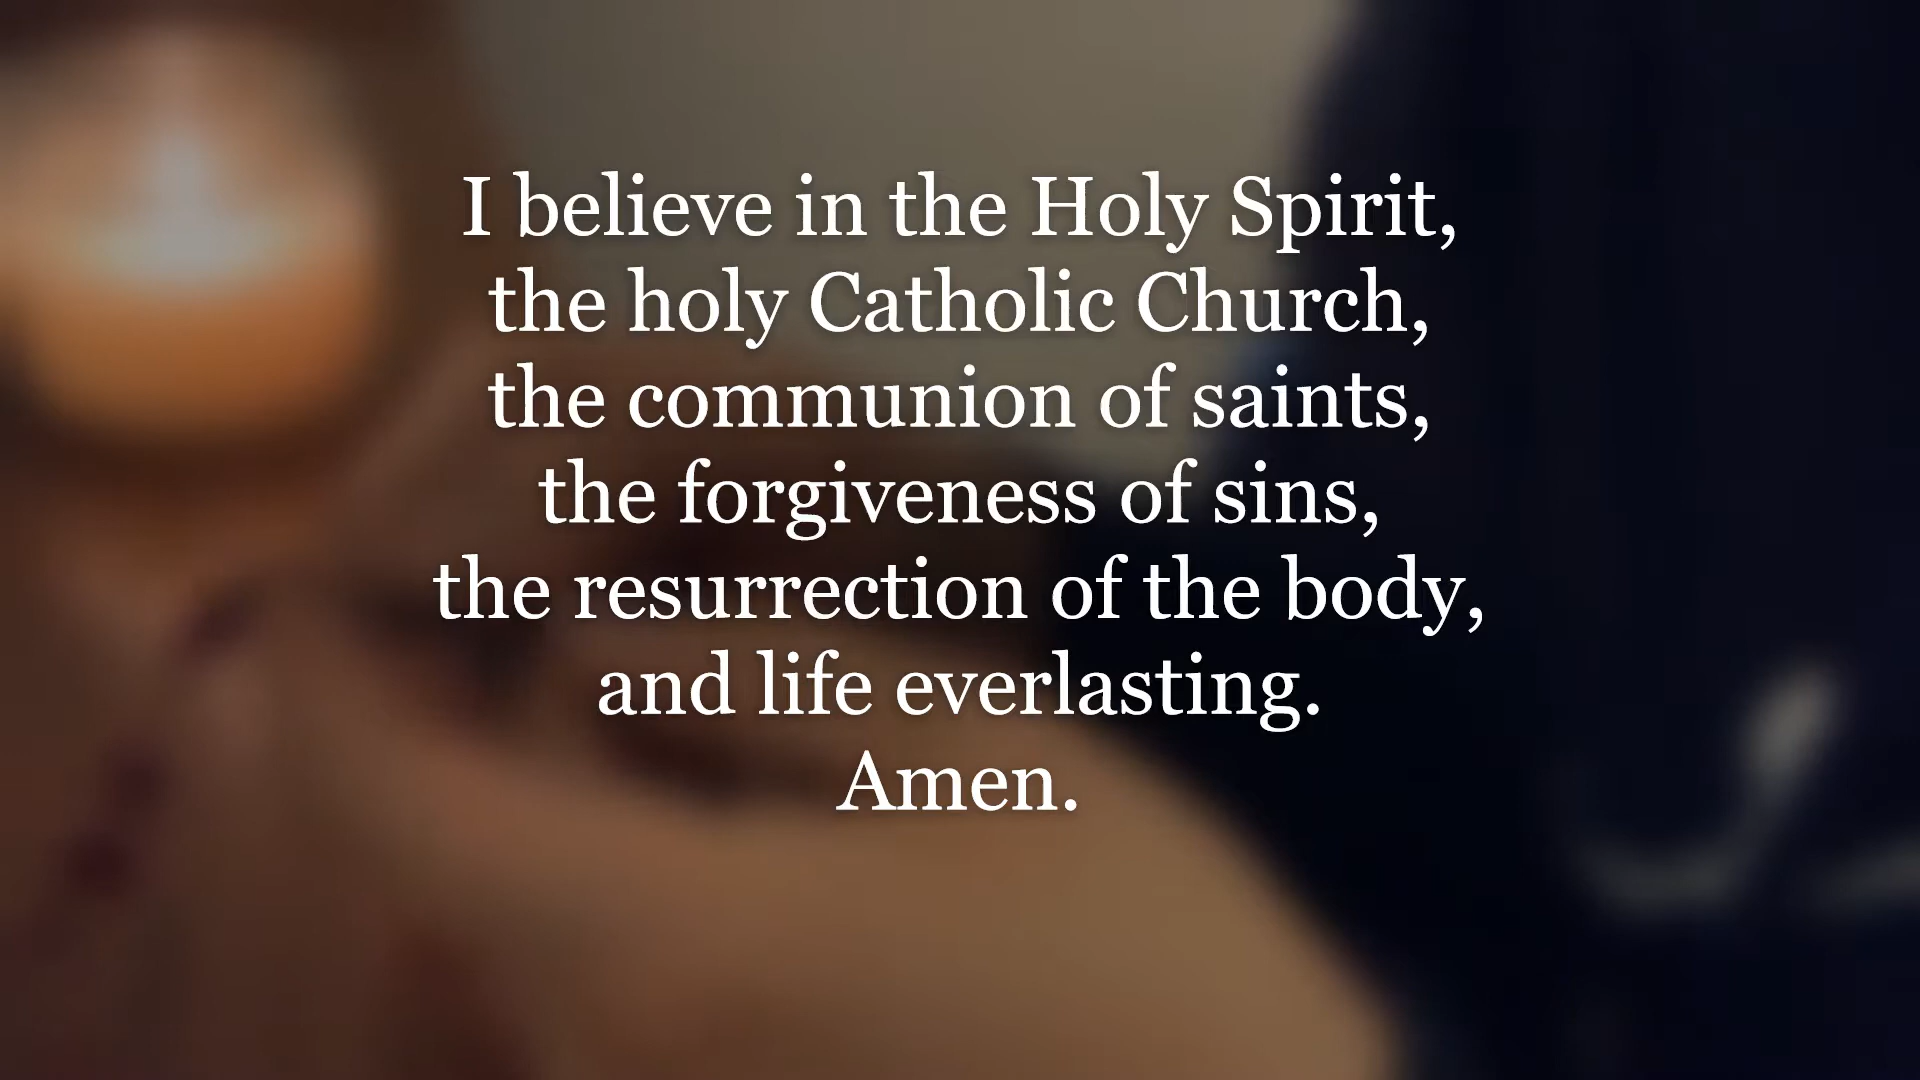 I believe in the Holy Spirit,
the holy Catholic Church,
the communion of saints,
the forgiveness of sins,
the resurrection of the body,
and life everlasting.
Amen.